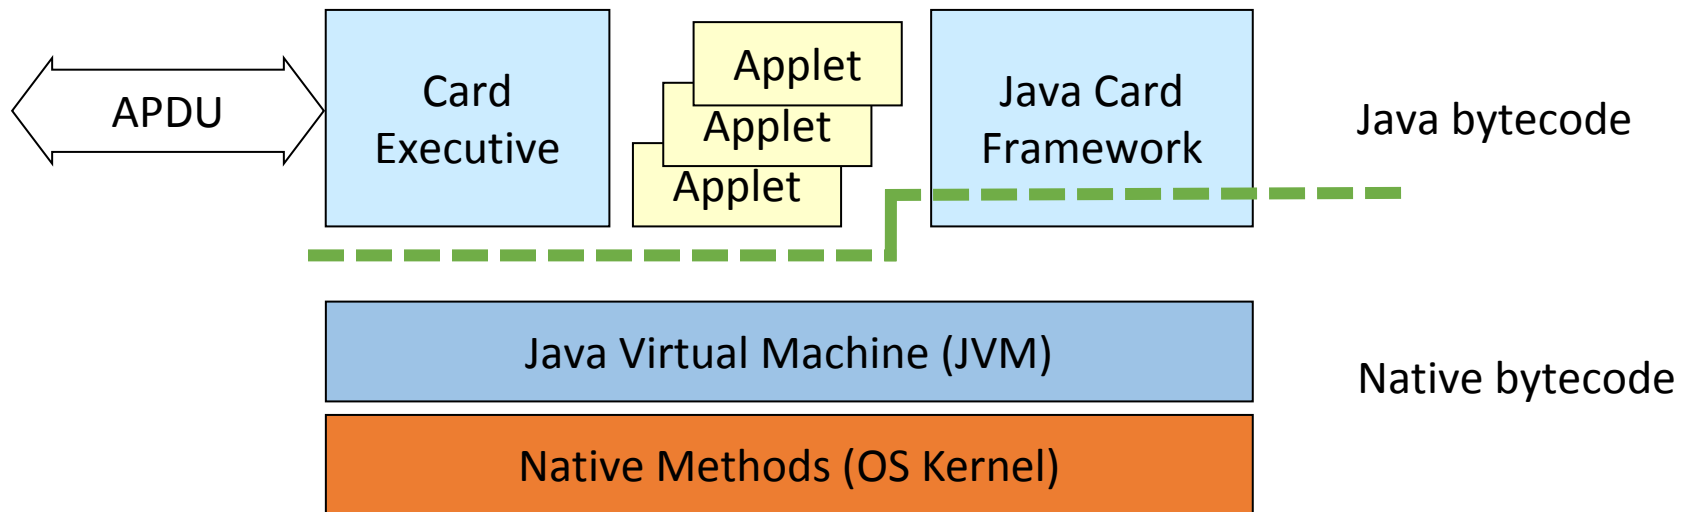 APDU
Card
Executive
Applet
Applet
Applet
Java Card
Framework
Java bytecode
Java Virtual Machine (JVM)
Native bytecode
Native Methods (OS Kernel)